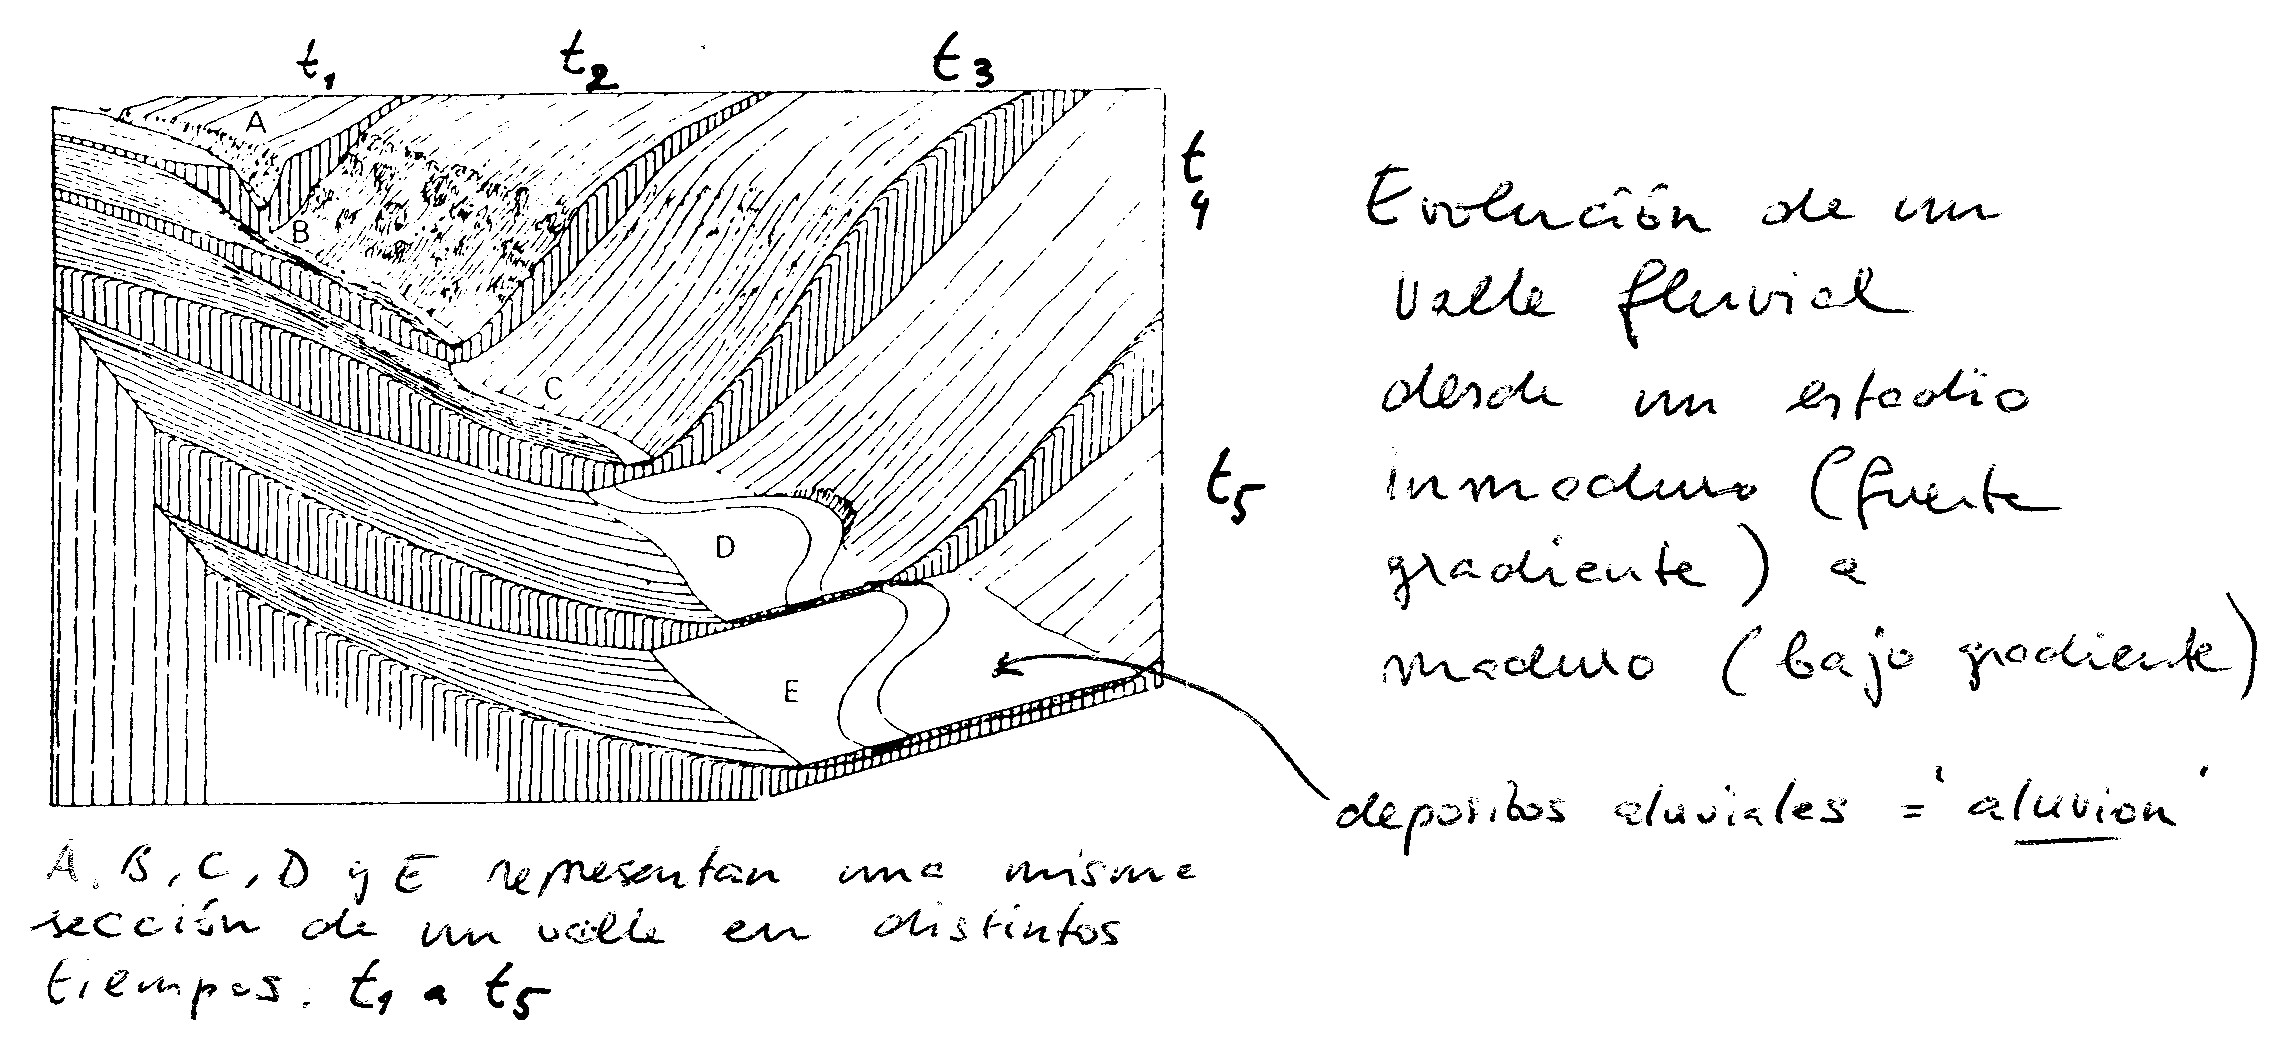 t1 t2 t3
A
t4
B
Evolución de un
valle fluvial
C
desde un estadio
t5
inmaduro (fuerte
D
gradiente) a
maduro (bajo gradiente)
E
depositos aluviales = 'aluvion'
A, B, C, D y E representan una misma
sección de un valle en distintos
tiempos. t1 a t5